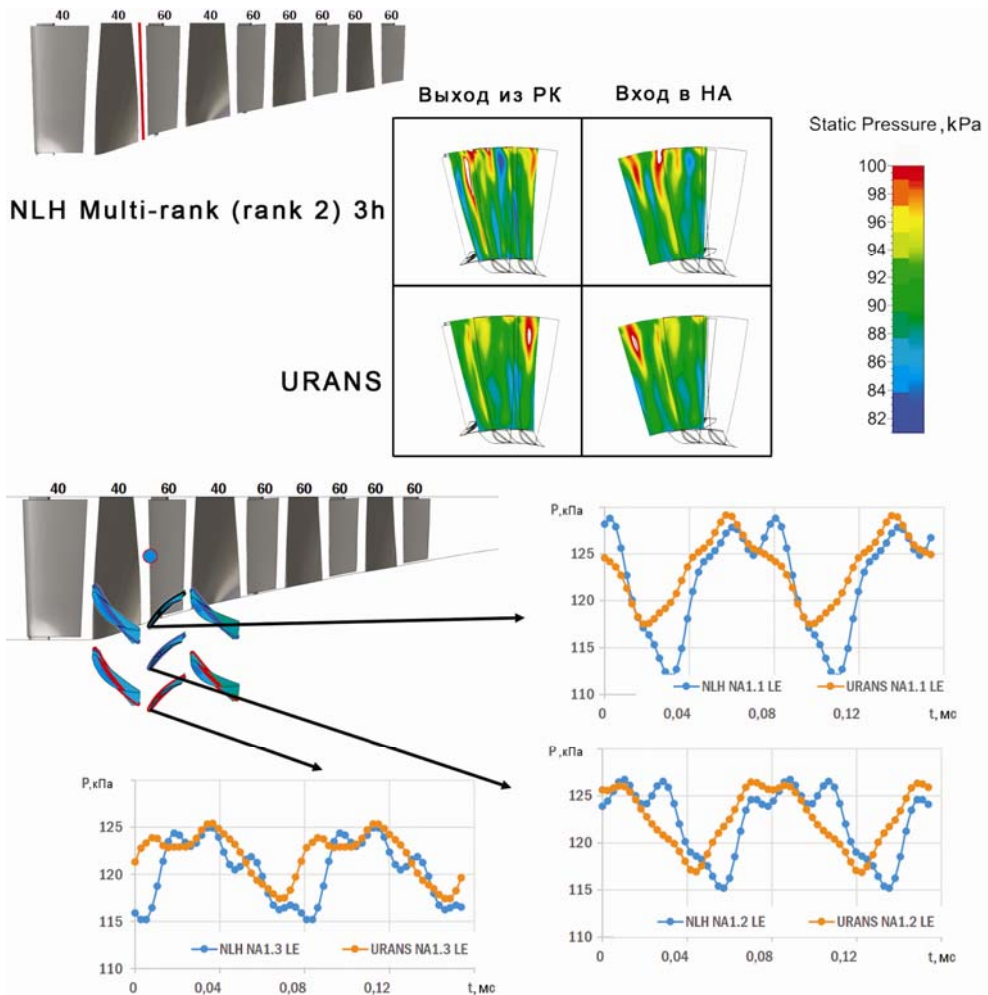 40 40 60 40 60 60 60 60 60
Выход из РК Вход в НА
Static Pressure, kPa
NLH Multi-rank (rank 2) 3h
URANS
100
98
96
94
92
90
88
86
84
82
40 40 60 40 60 60 60 60
P,кПа
125
120
115
110
0 0,04 0,08 0,12 t, мс
NLH NA1.1 LE URANS NA1.1 LE
P,кПа
125
120
115
110
0 0,04 0,08 0,12 t, мс
NLH NA1.3 LE URANS NA1.3 LE
P,кПа
125
120
115
110
0 0,04 0,08 0,12 t, мс
NLH NA1.2 LE URANS NA1.2 LE